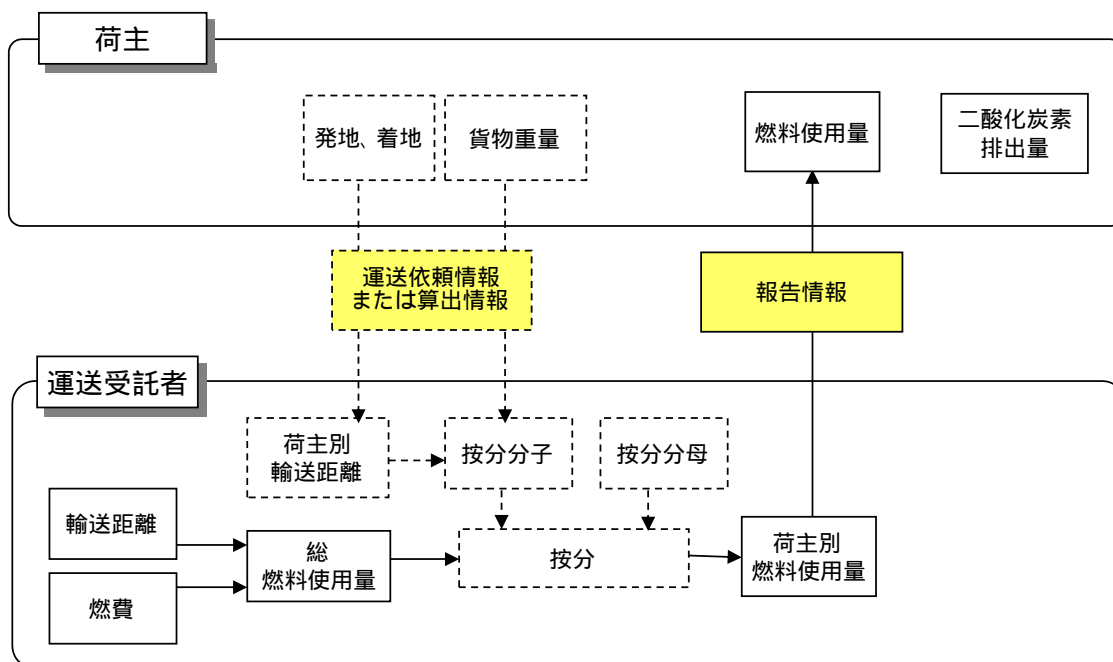 荷主
発地、着地
貨物重量
燃料使用量
二酸化炭素
排出量
運送依頼情報
または算出情報
報告情報
運送受託者
荷主別
輸送距離
按分分子
按分分母
輸送距離
総
燃料使用量
按分
荷主別
燃料使用量
燃費